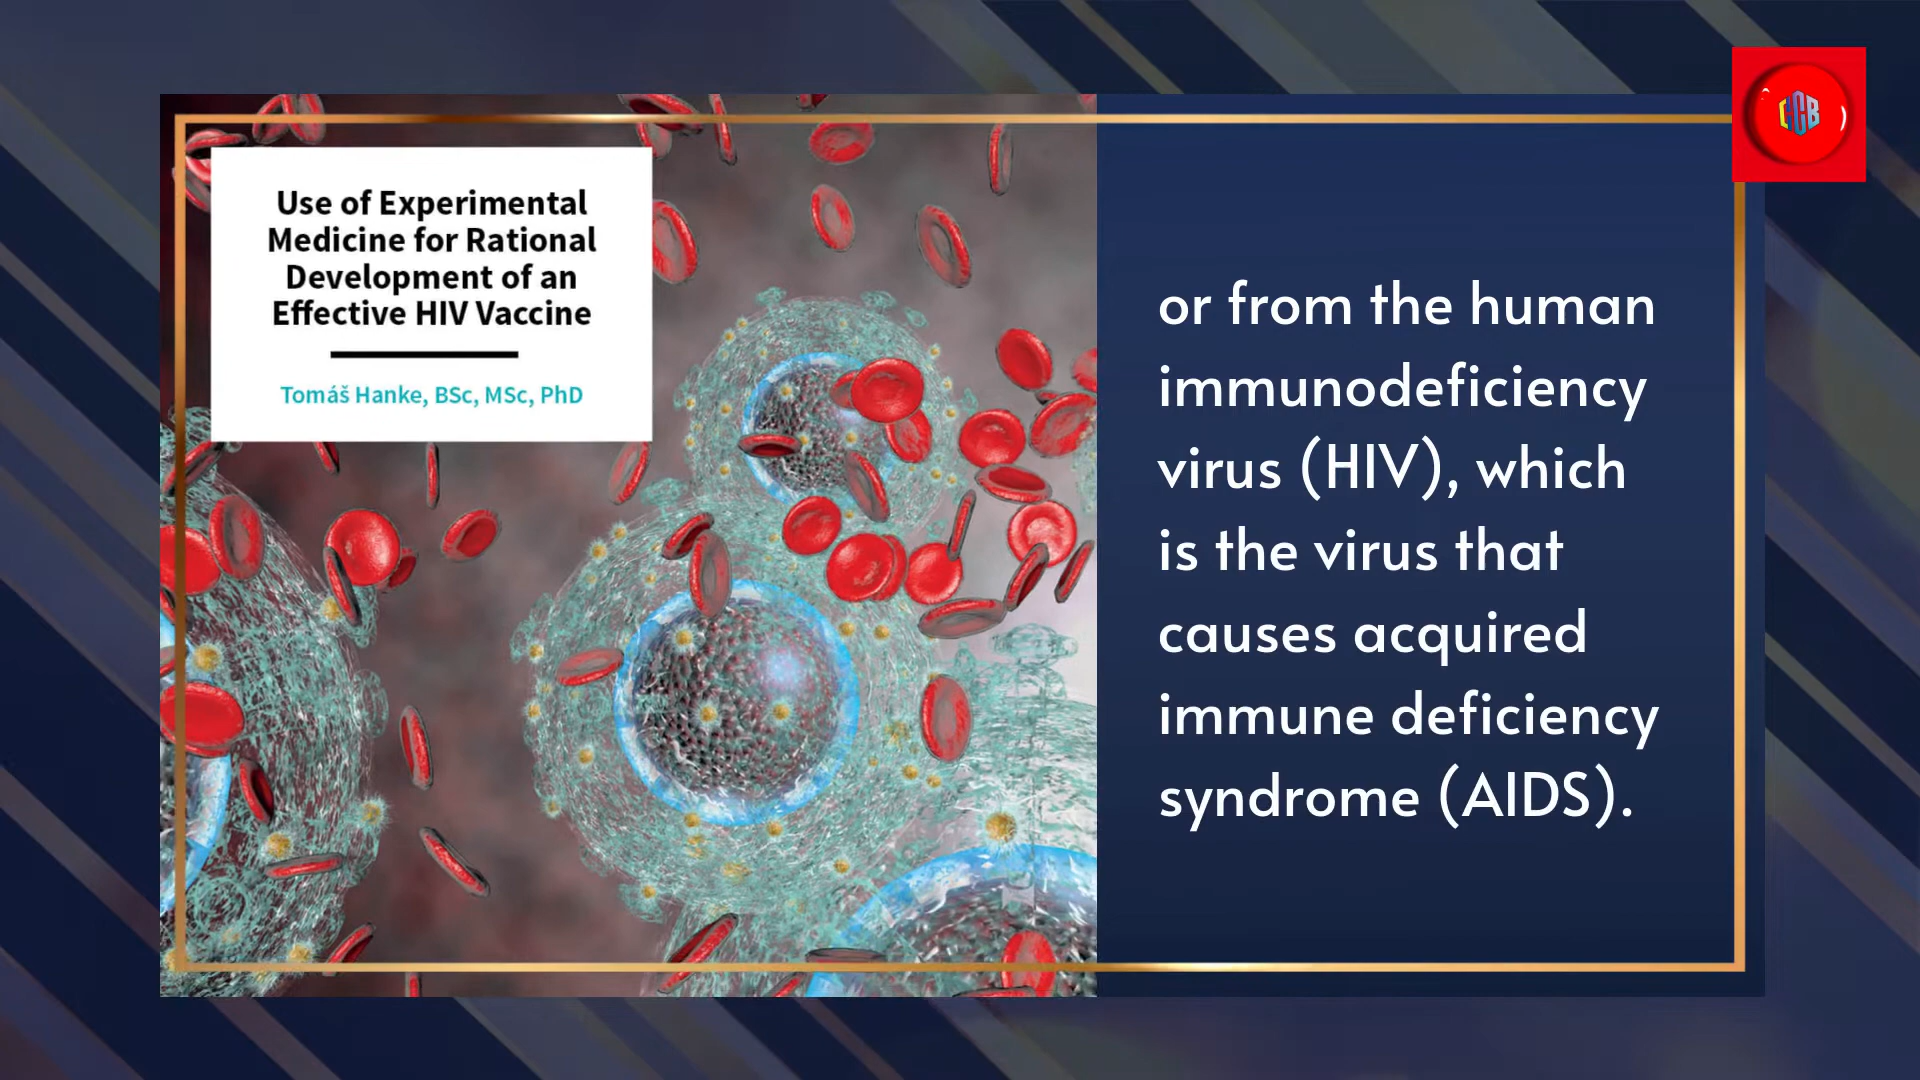 Use of Experimental
Medicine for Rational
Development of an
Effective HIV Vaccine
Tomáš Hanke, BSc, MSc, PhD
or from the human
immunodeficiency
virus (HIV), which
is the virus that
causes acquired
immune deficiency
syndrome (AIDS).